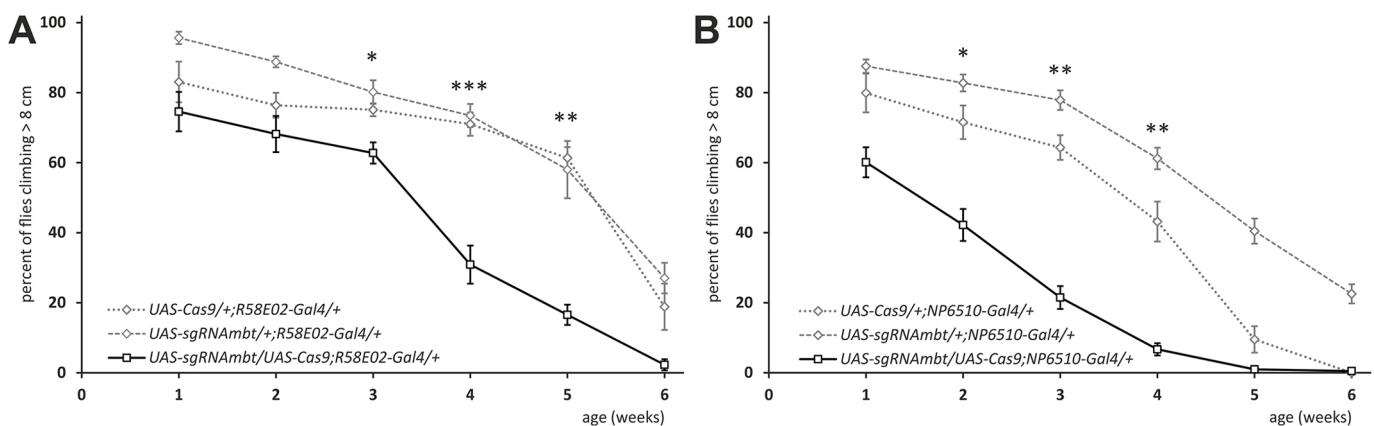 A
percent of flies climbing > 8 cm
100
80
60
40
20
0
*
***
**
UAS-Cas9/+;R58E02-Gal4/+
UAS-sgRNAmbt/+;R58E02-Gal4/+
UAS-sgRNAmbt/UAS-Cas9;R58E02-Gal4/+
0 1 2 3 4 5 6
age (weeks)
B
percent of flies climbing > 8 cm
100
80
60
40
20
0
*
**
**
UAS-Cas9/+;NP6510-Gal4/+
UAS-sgRNAmbt/+;NP6510-Gal4/+
UAS-sgRNAmbt/UAS-Cas9;NP6510-Gal4/+
0 1 2 3 4 5 6
age (weeks)